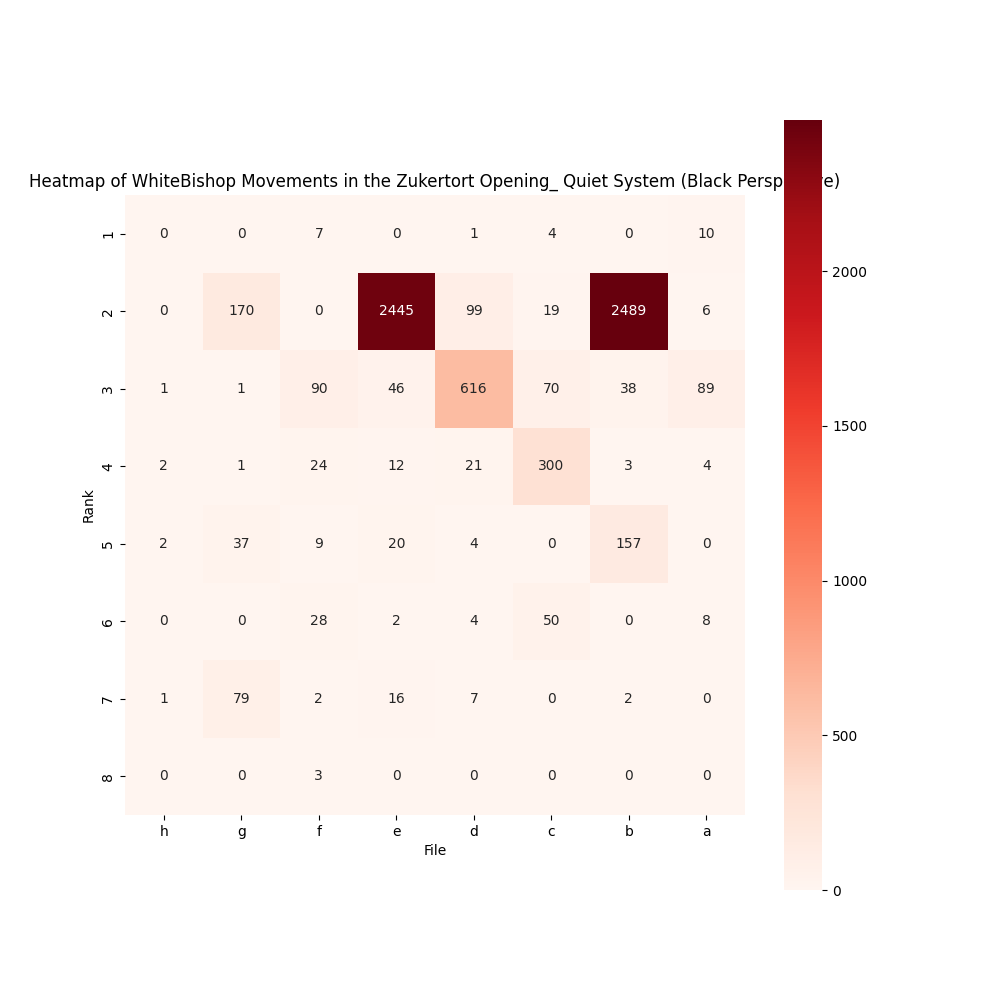 Heatmap of WhiteBishop Movements in the Zukertort Opening_ Quiet System (Black Persp re)
1 0 0 7 0 1 4 0 10
2 0 170 0 2445 99 19 2489 6
3 1 1 90 46 616 70 38 89
4 2 1 24 12 21 300 3 4
5 2 37 9 20 4 0 157 0
6 0 0 28 2 4 50 0 8
7 1 79 2 16 7 0 2 0
8 0 0 3 0 0 0 0 0
h g f e d c b a
File
Rank
2000
1500
1000
500
0